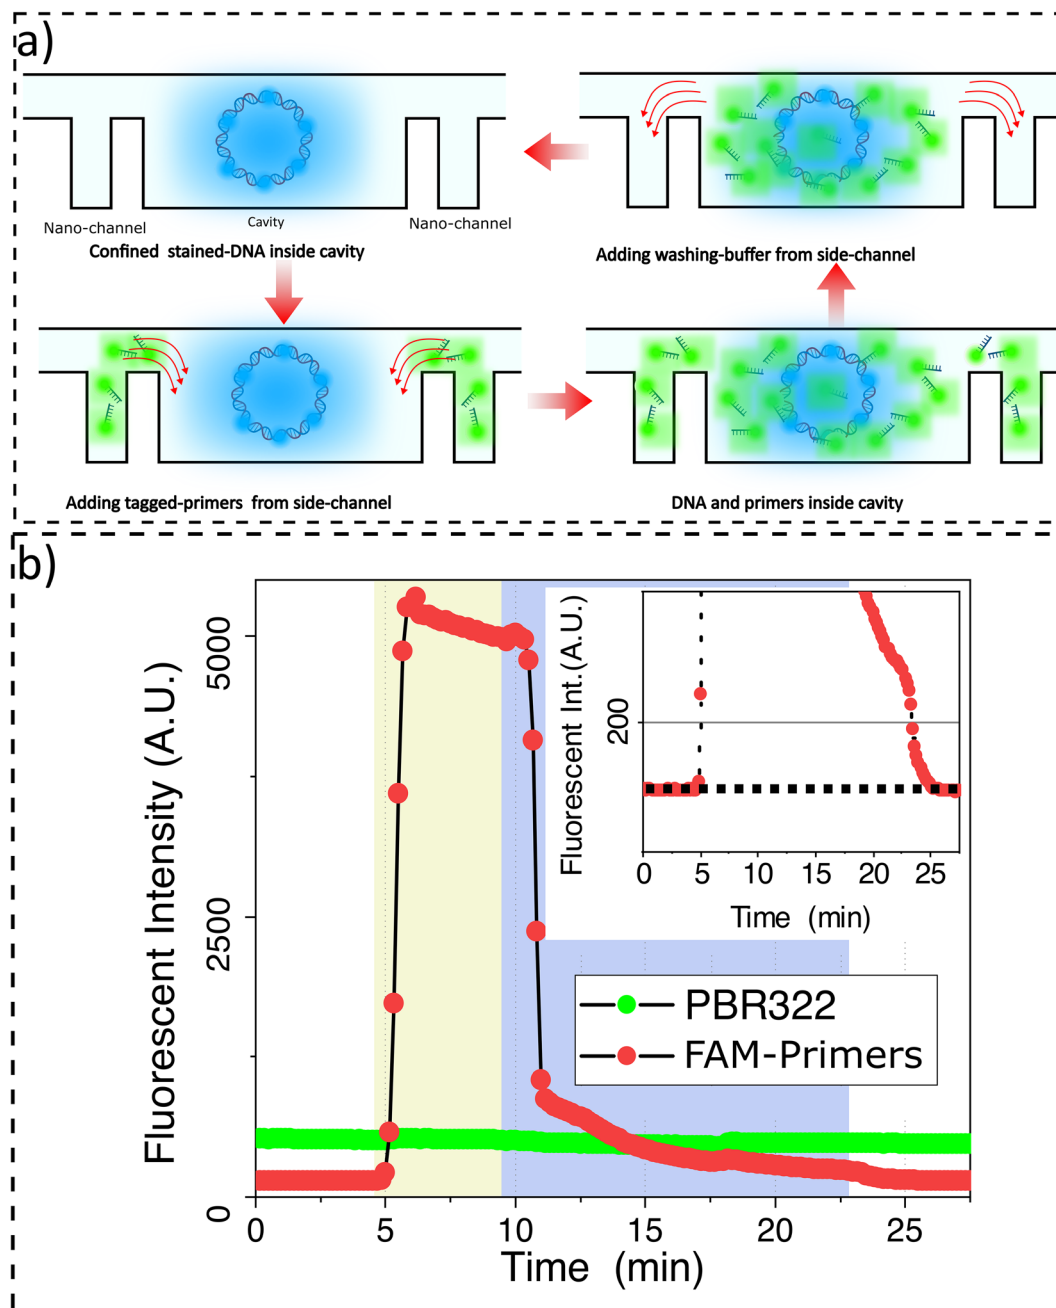 a)
Nano-channel
Cavity
Nano-channel
Confined stained-DNA inside cavity
Adding washing-buffer from side-channel
Adding tagged-primers from side-channel
DNA and primers inside cavity
b)
Fluorescent Intensity (A.U.)
5000
2500
0
0 5 10 15 20 25
Time (min)
Fluorescent Int.(A.U.)
200
0 5 10 15 20 25
Time (min)
PBR322
FAM-Primers